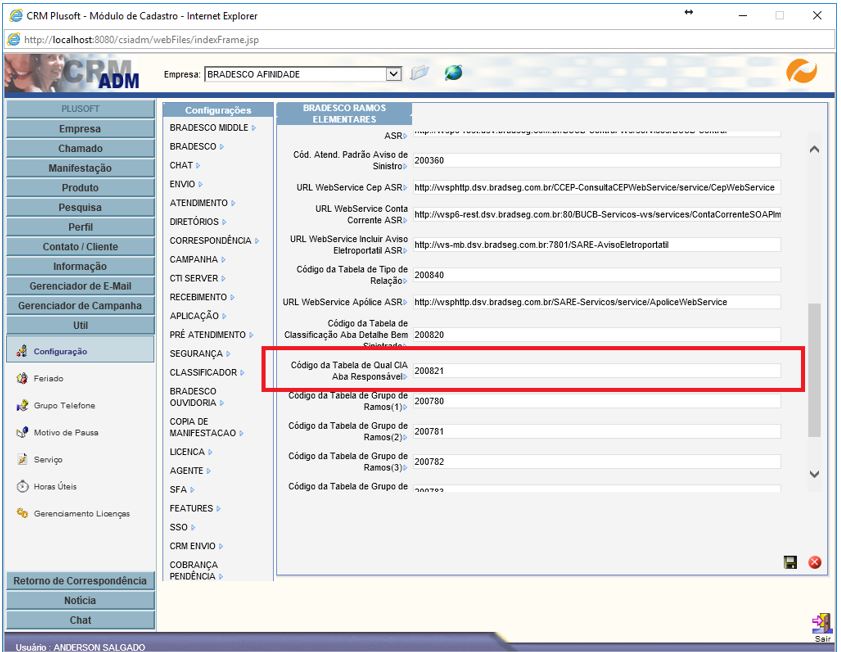 CRM Plusoft - Módulo de Cadastro - Internet Explorer
http://localhost:8080/csiadm/webFiles/indexFrame.jsp
CRM
ADM
Empresa: BRADESCO AFINIDADE
PLUSOFT
Empresa
Chamado
Manifestação
Produto
Pesquisa
Perfil
Contato / Cliente
Informação
Gerenciador de E-Mail
Gerenciador de Campanha
Util
Configuração
Feriado
Grupo Telefone
Motivo de Pausa
Serviço
Horas Úteis
Gerenciamento Licenças
Retorno de Correspondência
Notícia
Chat
Configurações
BRADESCO MIDDLE
BRADESCO
CHAT
ENVIO
ATENDIMENTO
DIRETÓRIOS
CORRESPONDÊNCIA
CAMPANHA
CTI SERVER
RECEBIMENTO
APLICAÇÃO
PRÉ ATENDIMENTO
SEGURANÇA
CLASSIFICADOR
BRADESCO
OUVIDORIA
COPIA DE
MANIFESTACAO
LICENCA
AGENTE
SFA
FEATURES
SSO
CRM ENVIO
COBRANÇA
PENDÊNCIA
BRADESCO RAMOS
ELEMENTARES
ASR
Cód. Atend. Padrão Aviso de
Sinistro 200360
URL WebService Cep ASR http://wsphttp.dsv.bradseg.com.br/CCEP-ConsultaCEPWebService/service/CepWebService
URL WebService Conta
Corrente ASR http://wsp6-rest.dsv.bradseg.com.br:80/BUCB-Servicos-ws/services/ContaCorrenteSOAPIm
URL WebService Incluir Aviso
Eletroportatil ASR http://ws-mb.dsv.bradseg.com.br:7801/SARE-AvisoEletroportatil
Código da Tabela de Tipo de
Relação 200840
URL WebService Apólice ASR http://wsphttp.dsv.bradseg.com.br/SARE-Servicos/service/ApoliceWebService
Código da Tabela de
Classificação Aba Detalhe Bem
Sinistrado 200820
Código da Tabela de Qual CIA
Aba Responsável 200821
Código da Tabela de Grupo de
Ramos(1) 200780
Código da Tabela de Grupo de
Ramos(2) 200781
Código da Tabela de Grupo de
Ramos(3) 200782
Código da Tabela de Grupo de
200783
Sair
Usuário : ANDERSON SALGADO